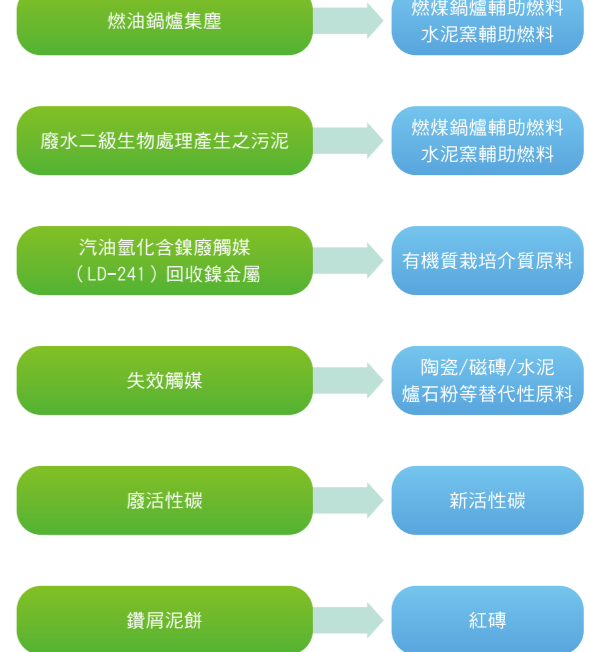 燃油鍋爐集塵
燃煤鍋爐輔助燃料
水泥窯輔助燃料
廢水二級生物處理產生之污泥
燃煤鍋爐輔助燃料
水泥窯輔助燃料
汽油氫化含鎳廢觸媒
（LD-241）回收鎳金屬
有機質栽培介質原料
失效觸媒
陶瓷/磁磚/水泥
爐石粉等替代性原料
廢活性碳
新活性碳
鑽屑泥餅
紅磚